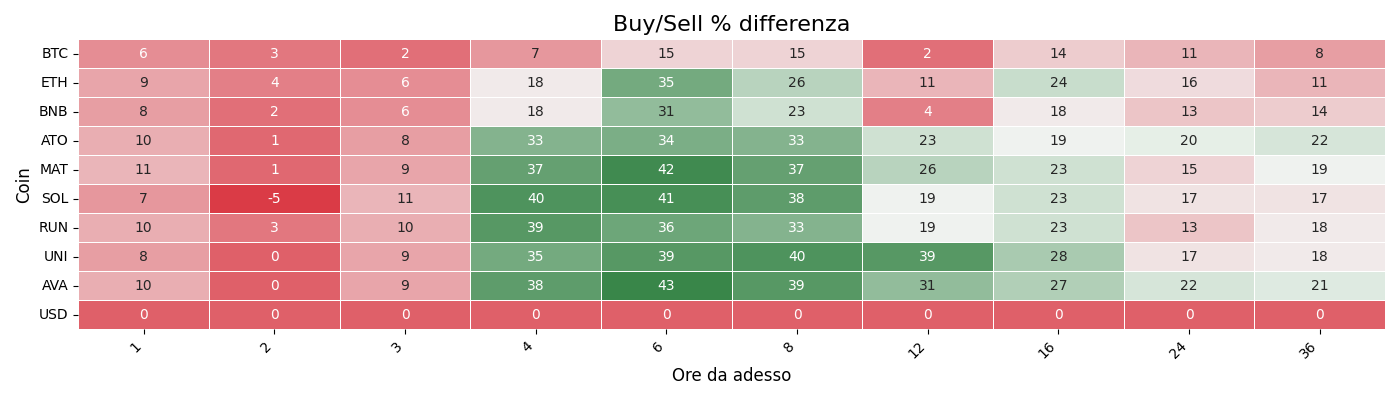 Buy/Sell % differenza
Coin
BTC 6 3 2 7 15 15 2 14 11 8
ETH 9 4 6 18 35 26 11 24 16 11
BNB 8 2 6 18 31 23 4 18 13 14
ATO 10 1 8 33 34 33 23 19 20 22
MAT 11 1 9 37 42 37 26 23 15 19
SOL 7 -5 11 40 41 38 19 23 17 17
RUN 10 3 10 39 36 33 19 23 13 18
UNI 8 0 9 35 39 40 39 28 17 18
AVA 10 0 9 38 43 39 31 27 22 21
USD 0 0 0 0 0 0 0 0 0 0
1 2 3 4 6 8 12 16 24 36
Ore da adesso